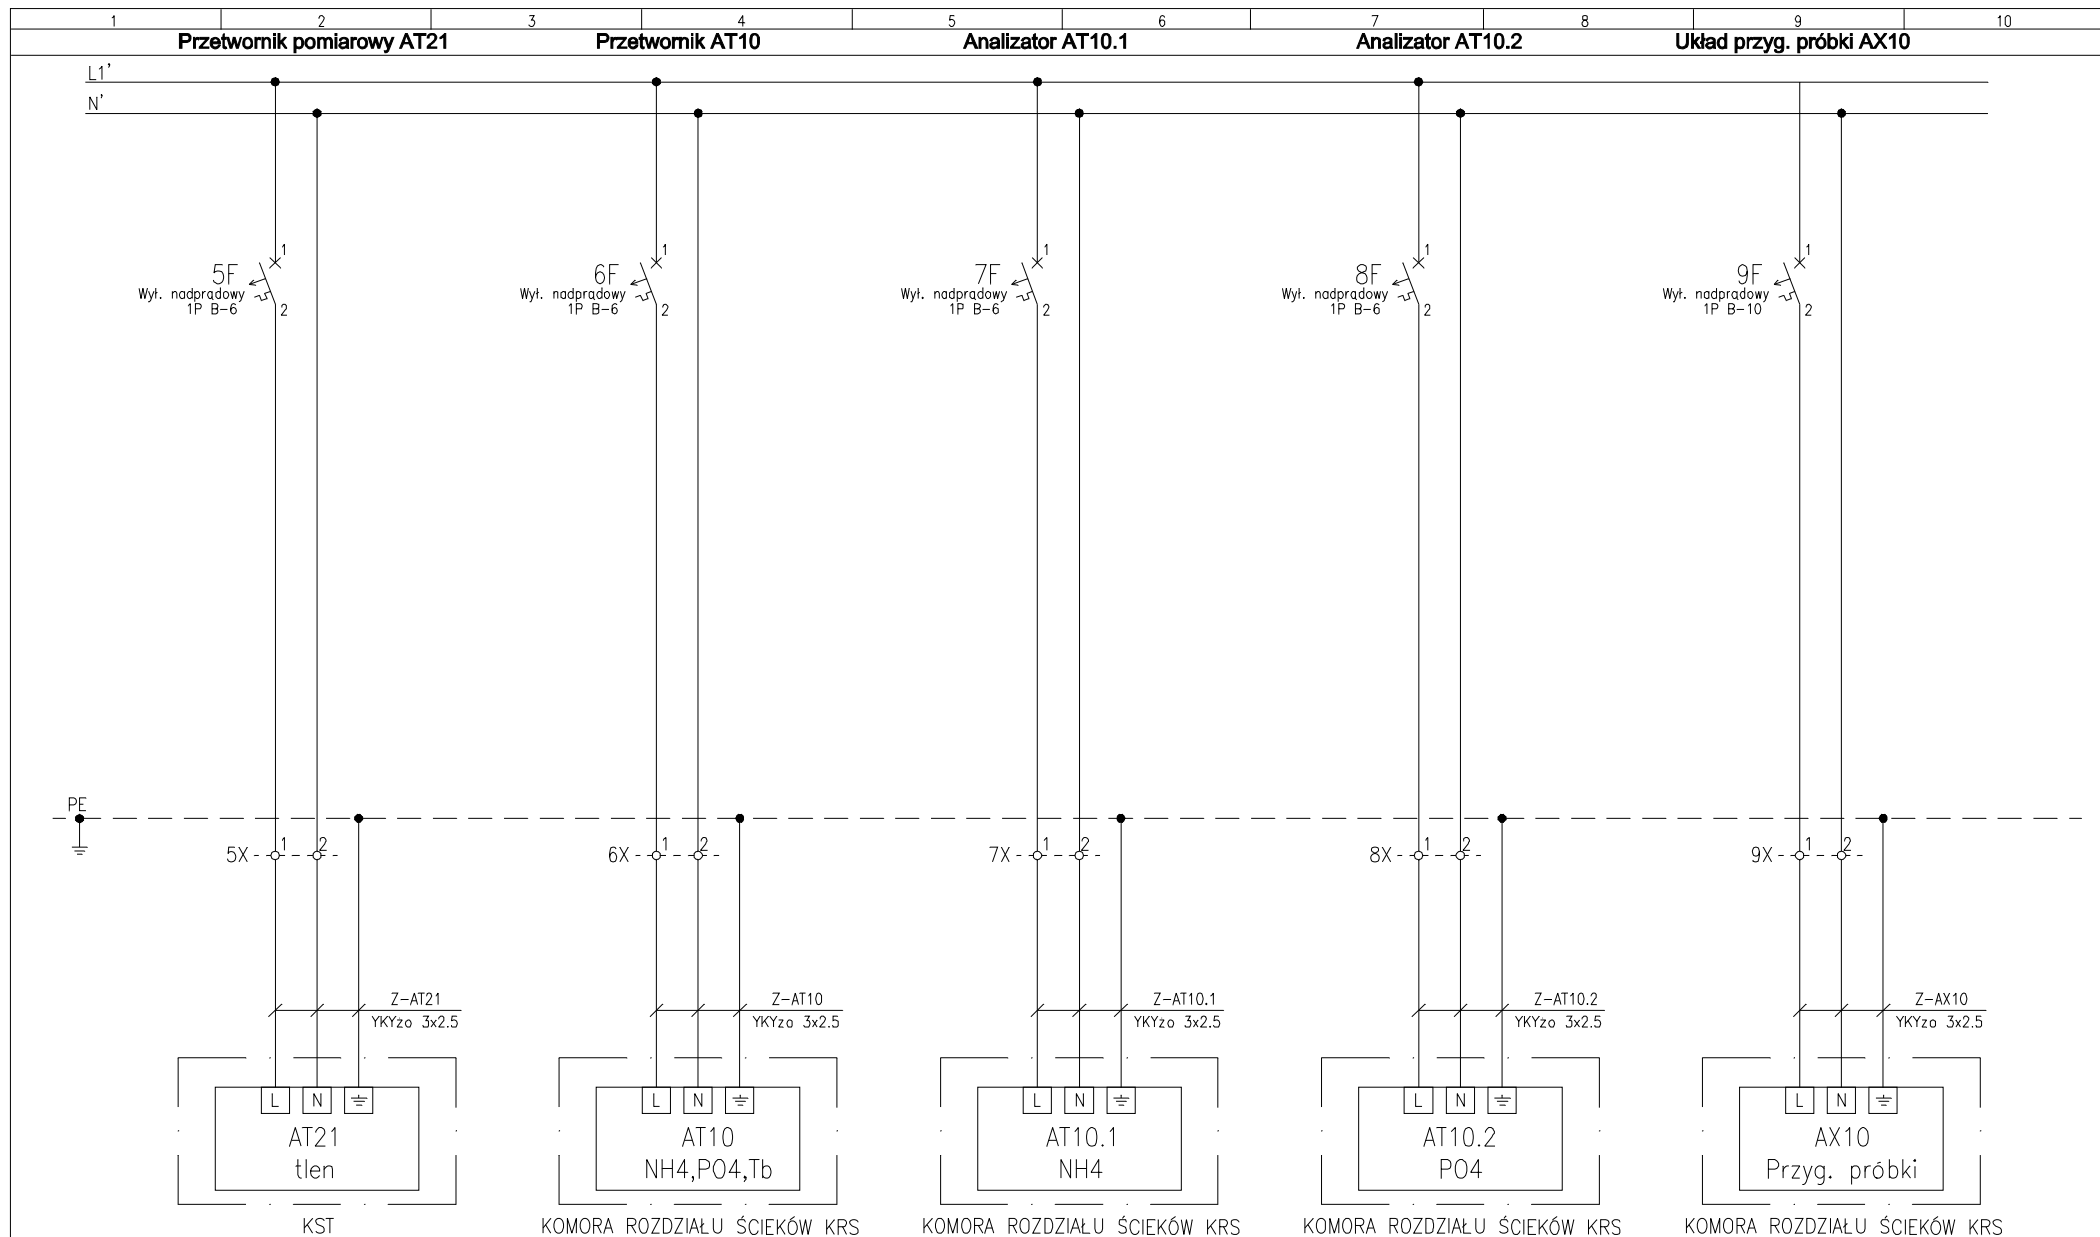 1 2 3 4 5 6 7 8 9 10
Przetwornik pomiarowy AT21 Przetwornik AT10 Analizator AT10.1 Analizator AT10.2 Układ przyg. próbki AX10
L1'
N'
1 1 1 1 1
5F 6F 7F 8F 9F
Wył. nadprądowy Wył. nadprądowy Wył. nadprądowy Wył. nadprądowy Wył. nadprądowy
1P B-6 2 1P B-6 2 1P B-6 2 1P B-6 2 1P B-10 2
PE
5X 1 2 6X 1 2 7X 1 2 8X 1 2 9X 1 2
Z-AT21 Z-AT10 Z-AT10.1 Z-AT10.2 Z-AX10
YKYżo 3x2.5 YKYżo 3x2.5 YKYżo 3x2.5 YKYżo 3x2.5 YKYżo 3x2.5
L N L N L N L N L N
AT21 AT10 AT10.1 AT10.2 AX10
tlen NH4,PO4,Tb NH4 PO4 Przyg. próbki
KST KOMORA ROZDZIAŁU ŚCIEKÓW KRS KOMORA ROZDZIAŁU ŚCIEKÓW KRS KOMORA ROZDZIAŁU ŚCIEKÓW KRS KOMORA ROZDZIAŁU ŚCIEKÓW KRS